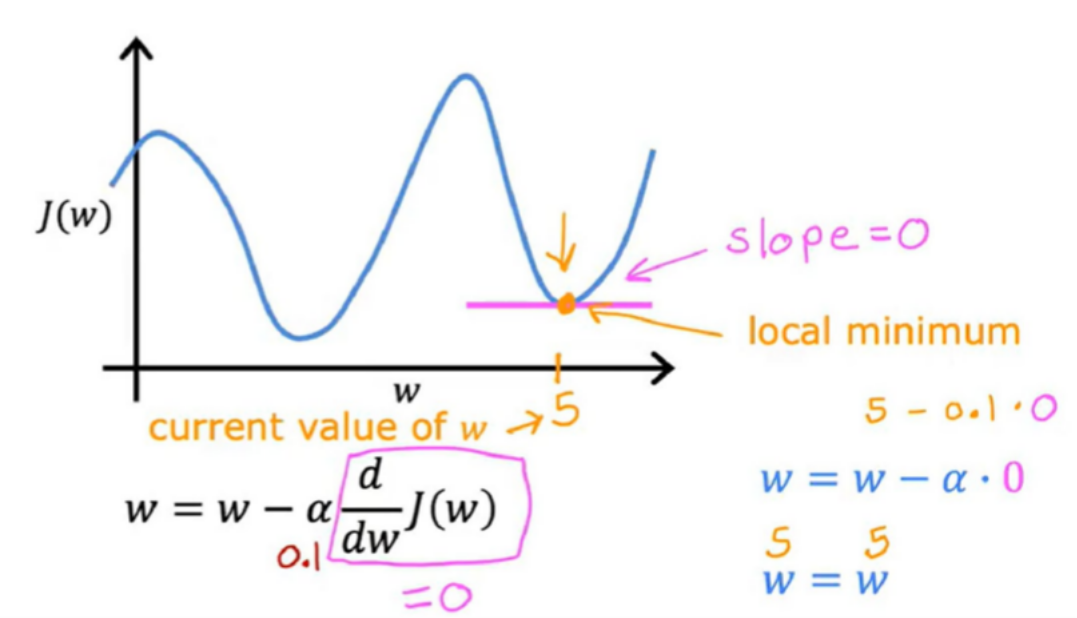 J(w)
slope=0
local minimum
w
5
current value of w →
5 - 0.1 · 0
w = w − α d/dw J(w)
w = w − α · 0
0.1
=0
5 5
w = w